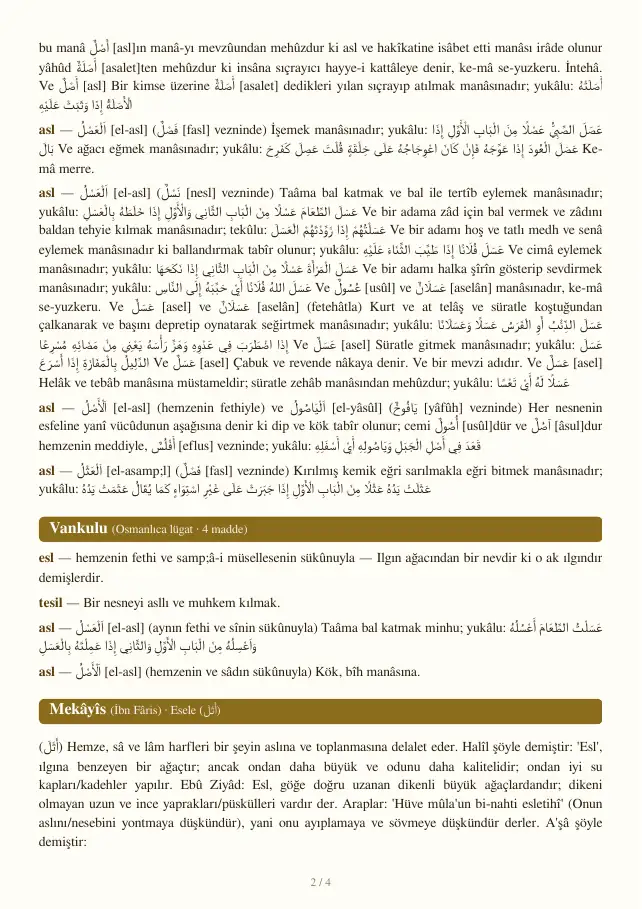 bu manâ أَصْلٌ [asl]ın manâ-yı mevzûundan mehûzdur ki asl ve hakîkatine isâbet etti manâsı irâde olunur
yâhûd أَصَلَةٌ [asalet]ten mehûzdur ki insâna sıçrayıcı hayye-i kattâleye denir, ke-mâ se-yuzkeru. İntehâ.
Ve أَصْلٌ [asl] Bir kimse üzerine أَصَلَةٌ [asalet] dedikleri yılan sıçrayıp atılmak manâsınadır; yukâlu: أَصَلَتْهُ
الْأَصَلَةُ إِذَا وَثَبَتْ عَلَيْهِ
asl — اَلْعَسْلُ [el-asl] (فَصْلٌ [fasl] vezninde) İşemek manâsınadır; yukâlu: عَصَلَ الصَّبِيُّ عَصْلًا مِنَ الْبَابِ الْأَوَّلِ إِذَا
بَالَ Ve ağacı eğmek manâsınadır; yukâlu: عَصَلَ الْعُودَ إِذَا عَوَّجَهُ فَإِنْ كَانَ اعْوِجَاجُهُ عَلَى خِلْقَةٍ قُلْتَ عَصِلَ كَفَرِحَ Ke-
mâ merre.
asl — اَلْعَسْلُ [el-asl] (نَسْلٌ [nesl] vezninde) Taâma bal katmak ve bal ile tertîb eylemek manâsınadır;
yukâlu: عَسَلَ الطَّعَامَ عَسْلًا مِنَ الْبَابِ الثَّانِي وَالْأَوَّلِ إِذَا خَلَطَهُ بِالْعَسَلِ Ve bir adama zâd için bal vermek ve zâdını
baldan tehyie kılmak manâsınadır; tekûlu: عَسَلْتُهُمْ إِذَا زَوَّدْتَهُمُ الْعَسَلَ Ve bir adamı hoş ve tatlı medh ve senâ
eylemek manâsınadır ki ballandırmak tabîr olunur; yukâlu: عَسَلَ فُلَانًا إِذَا طَيَّبَ الثَّنَاءَ عَلَيْهِ Ve cimâ eylemek
manâsınadır; yukâlu: عَسَلَ الْمَرْأَةَ عَسْلًا مِنَ الْبَابِ الثَّانِي إِذَا نَكَحَهَا Ve bir adamı halka şîrîn gösterip sevdirmek
manâsınadır; yukâlu: عَسَلَ اللهُ فُلَانًا أَيْ حَبَّبَهُ إِلَى النَّاسِ Ve عُسُولٌ [usûl] ve عَسَلَانٌ [aselân] manâsınadır, ke-mâ
se-yuzkeru. Ve عَسَلٌ [asel] ve عَسَلَانٌ [aselân] (fetehâtla) Kurt ve at telâş ve süratle koştuğundan
çalkanarak ve başını depretip oynatarak seğirtmek manâsınadır; yukâlu: عَسَلَ الذِّئْبُ أَوِ الْفَرَسُ عَسَلًا وَعَسَلَانًا
إِذَا اضْطَرَبَ فِي عَدْوِهِ وَهَزَّ رَأْسَهُ يَعْنِي مِنْ مَضَائِهِ مُسْرِعًا Ve عَسَلٌ [asel] Süratle gitmek manâsınadır; yukâlu: عَسَلَ
الدَّلِيلُ بِالْمَفَازَةِ إِذَا أَسْرَعَ Ve عَسَلٌ [asel] Çabuk ve revende nâkaya denir. Ve bir mevzi adıdır. Ve عَسَلٌ [asel]
Helâk ve tebâb manâsına müstameldir; süratle zehâb manâsından mehûzdur; yukâlu: عَسَلًا لَهُ أَيْ تَعْسًا
asl — اَلْأَصْلُ [el-asl] (hemzenin fethiyle) ve اَلْيَاصُولُ [el-yâsûl] (يَافُوخٌ [yâfûh] vezninde) Her nesnenin
esfeline yanî vücûdunun aşağısına denir ki dip ve kök tabîr olunur; cemi أُصُولٌ [usûl]dür ve آصُلٌ [âsul]dur
hemzenin meddiyle, أَفْلُسٌ [eflus] vezninde; yukâlu: قَعَدَ فِي أَصْلِ الْجَبَلِ وَيَاصُولِهِ أَيْ أَسْفَلِهِ
asl — اَلْعَثْلُ [el-asamp;l] (فَصْلٌ [fasl] vezninde) Kırılmış kemik eğri sarılmakla eğri bitmek manâsınadır;
yukâlu: عَثَلَتْ يَدُهُ عَثْلًا مِنَ الْبَابِ الْأَوَّلِ إِذَا جَبَرَتْ عَلَى غَيْرِ اسْتِوَاءٍ كَمَا يُقَالُ عَثَمَتْ يَدُهُ
Vankulu (Osmanlıca lügat · 4 madde)
esl — hemzenin fethi ve samp;â-i müsellesenin sükûnuyla — Ilgın ağacından bir nevdir ki o ak ılgındır
demişlerdir.
tesil — Bir nesneyi asllı ve muhkem kılmak.
asl — اَلْعَسْلُ [el-asl] (aynın fethi ve sînin sükûnuyla) Taâma bal katmak minhu; yukâlu: عَسَلْتُ الطَّعَامَ أَعْسُلُهُ
وَأَعْسِلُهُ مِنَ الْبَابِ الْأَوَّلِ وَالثَّانِي إِذَا عَمِلْتَهُ بِالْعَسَلِ
asl — اَلْأَصْلُ [el-asl] (hemzenin ve sâdın sükûnuyla) Kök, bîh manâsına.
Mekâyîs (İbn Fâris) · Esele (أَثَلَ)
(أَثَلَ) Hemze, sâ ve lâm harfleri bir şeyin aslına ve toplanmasına delalet eder. Halîl şöyle demiştir: 'Esl',
ılgına benzeyen bir ağaçtır; ancak ondan daha büyük ve odunu daha kalitelidir; ondan iyi su
kapları/kadehler yapılır. Ebû Ziyâd: Esl, göğe doğru uzanan dikenli büyük ağaçlardandır; dikeni
olmayan uzun ve ince yaprakları/püskülleri vardır der. Araplar: 'Hüve mûla'un bi-nahti esletihî' (Onun
aslını/nesebini yontmaya düşkündür), yani onu ayıplamaya ve sövmeye düşkündür derler. A'şâ şöyle
demiştir:
2 / 4